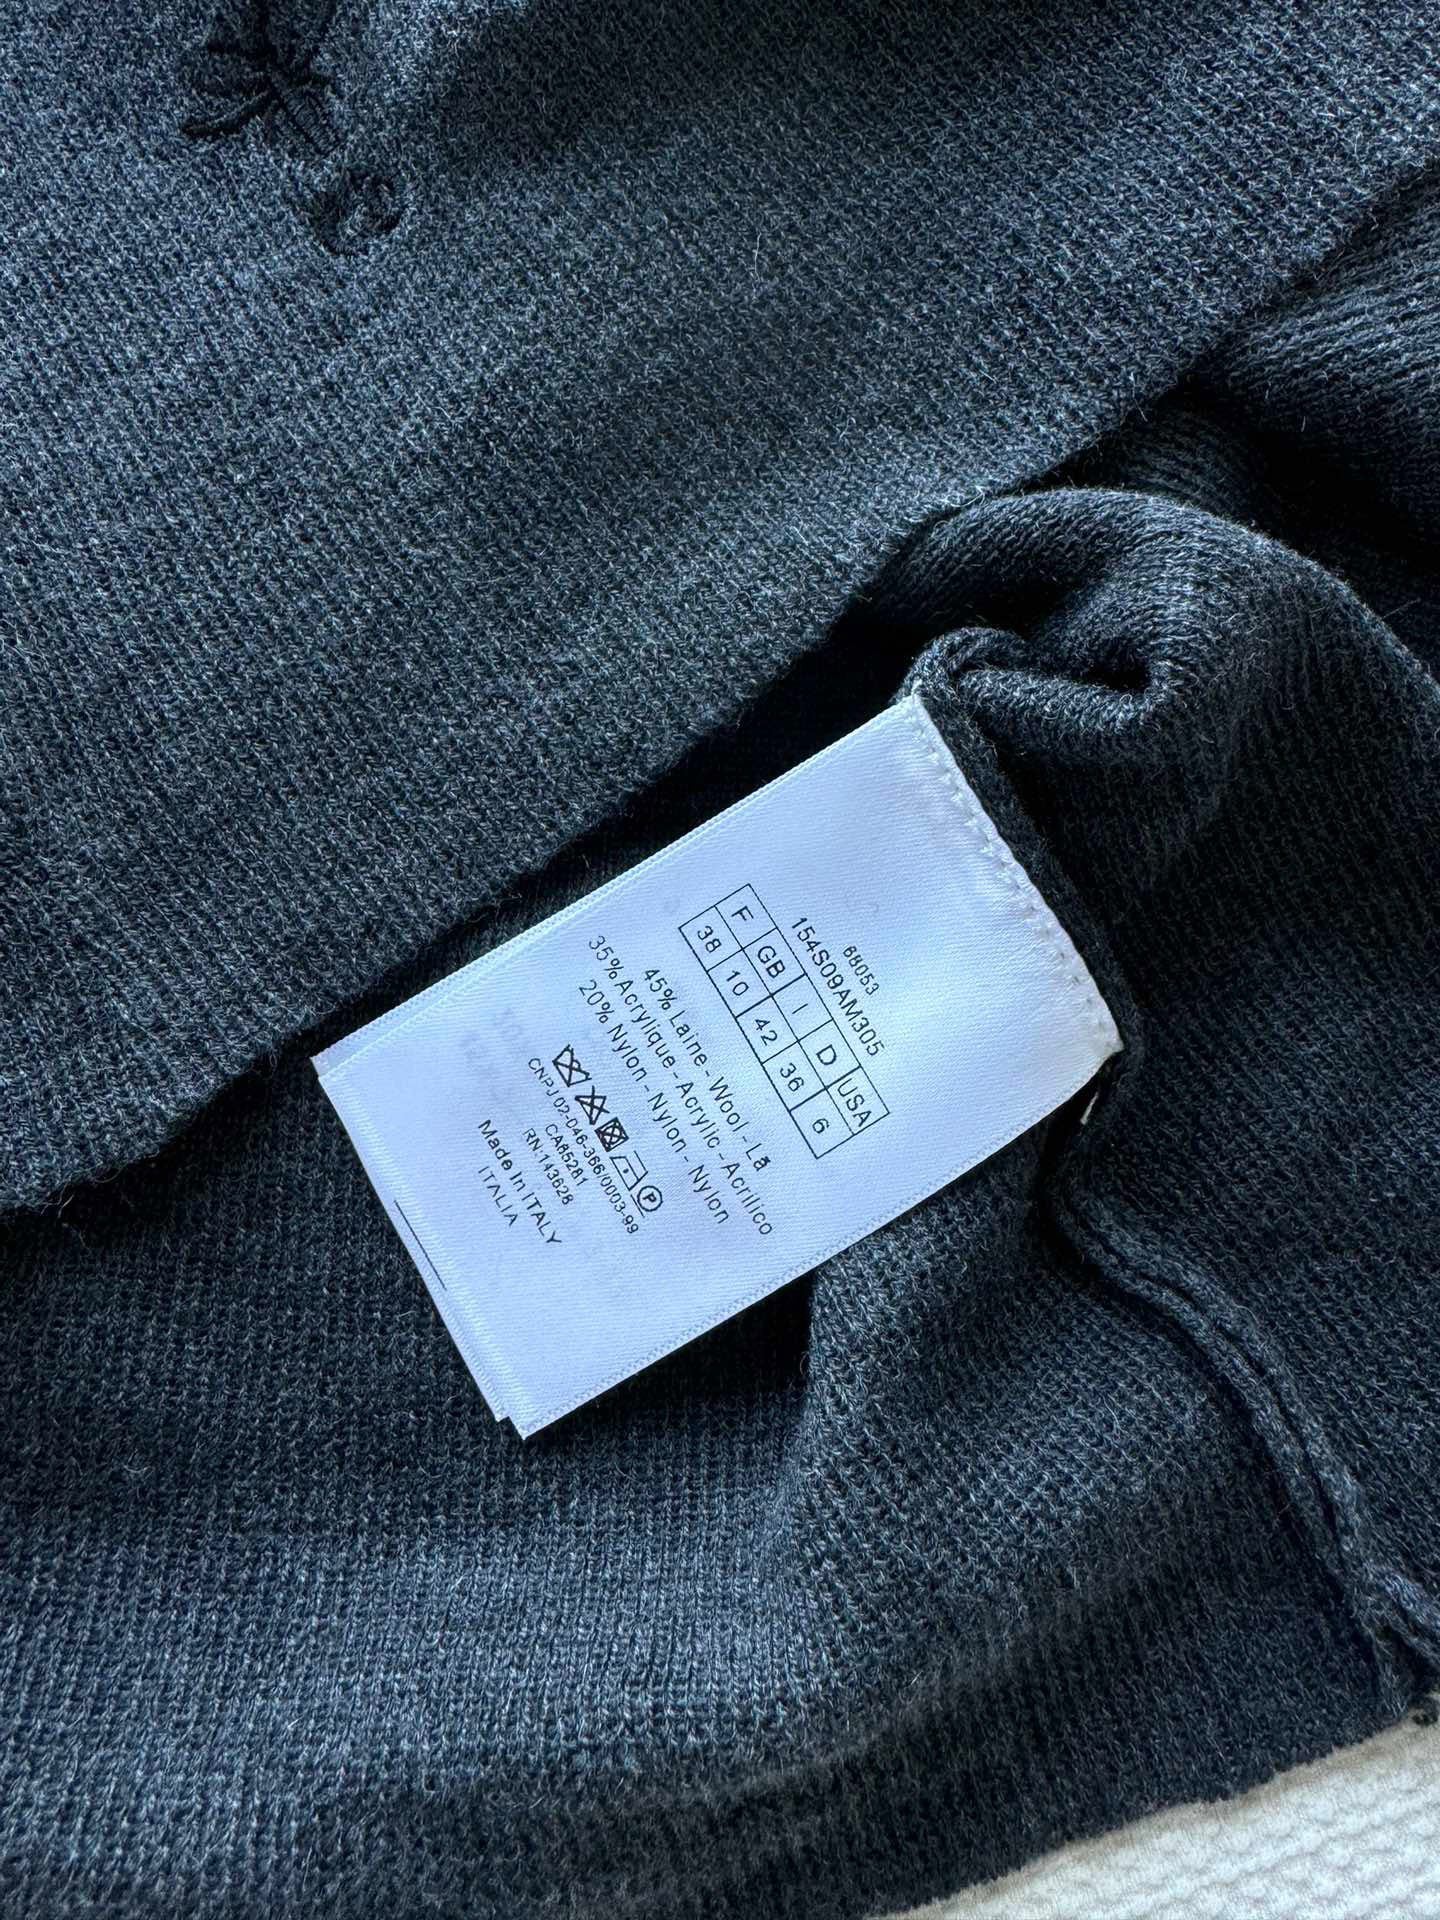 68053
154S09AM305
F GB I D USA
38 10 42 36 6
45% Laine - Wool - Lã
35%Acrylique - Acrylic - Acrilico
20% Nylon - Nylon - Nylon
P
CNPJ 02-046-366/0003-99
CA65281
RN:143628
Made In ITALY
ITALIA